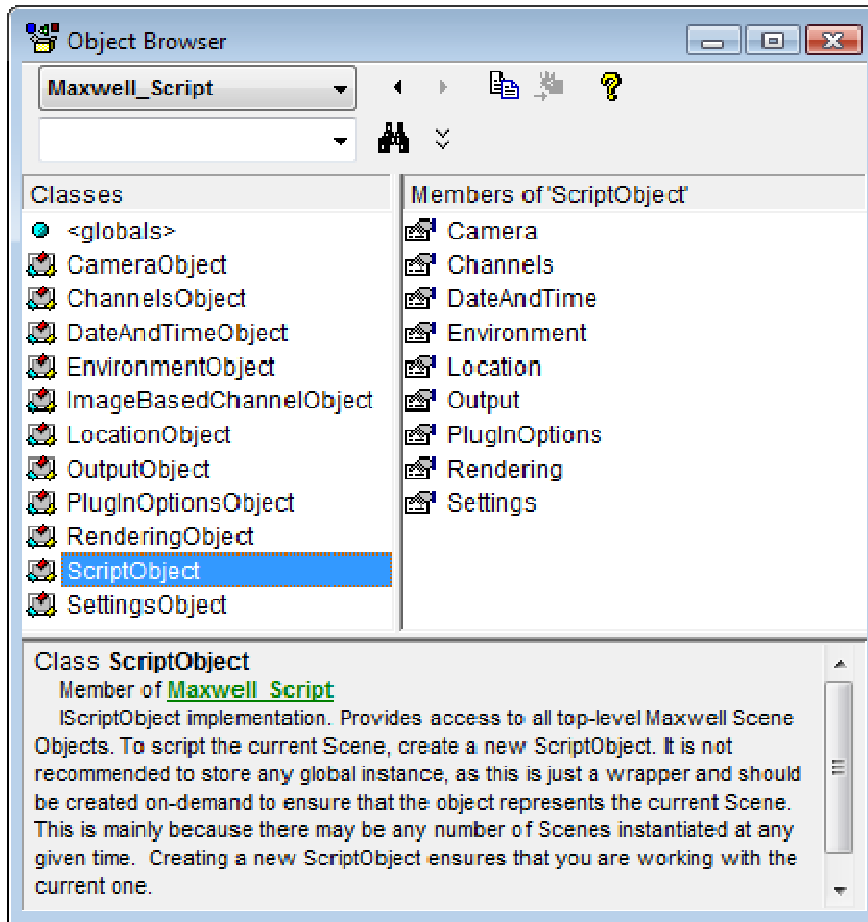 Object Browser
Maxwell_Script
Classes
<globals>
CameraObject
ChannelsObject
DateAndTimeObject
EnvironmentObject
ImageBasedChannelObject
LocationObject
OutputObject
PlugInOptionsObject
RenderingObject
ScriptObject
SettingsObject
Members of 'ScriptObject'
Camera
Channels
DateAndTime
Environment
Location
Output
PlugInOptions
Rendering
Settings
Class ScriptObject
Member of Maxwell_Script
IScriptObject implementation. Provides access to all top-level Maxwell Scene
Objects. To script the current Scene, create a new ScriptObject. It is not
recommended to store any global instance, as this is just a wrapper and should
be created on-demand to ensure that the object represents the current Scene.
This is mainly because there may be any number of Scenes instantiated at any
given time. Creating a new ScriptObject ensures that you are working with the
current one.